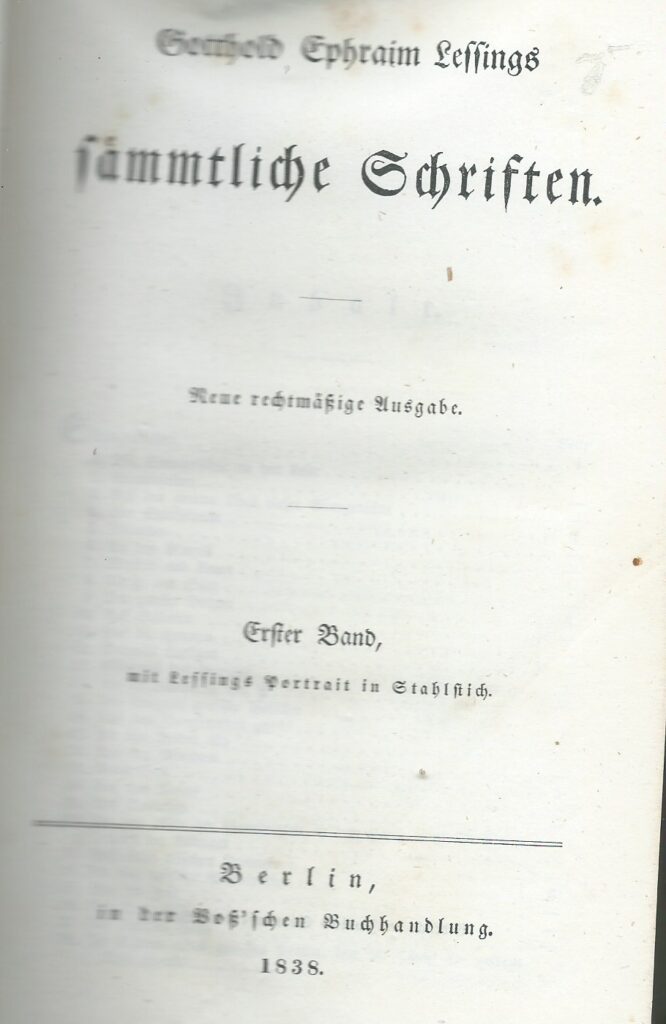 Gotthold Ephraim Lessings
sämmtliche Schriften.
Neue rechtmäßige Ausgabe.
Erster Band,
mit Lessings Portrait in Stahlstich.
Berlin,
in der Voß'schen Buchhandlung.
1838.